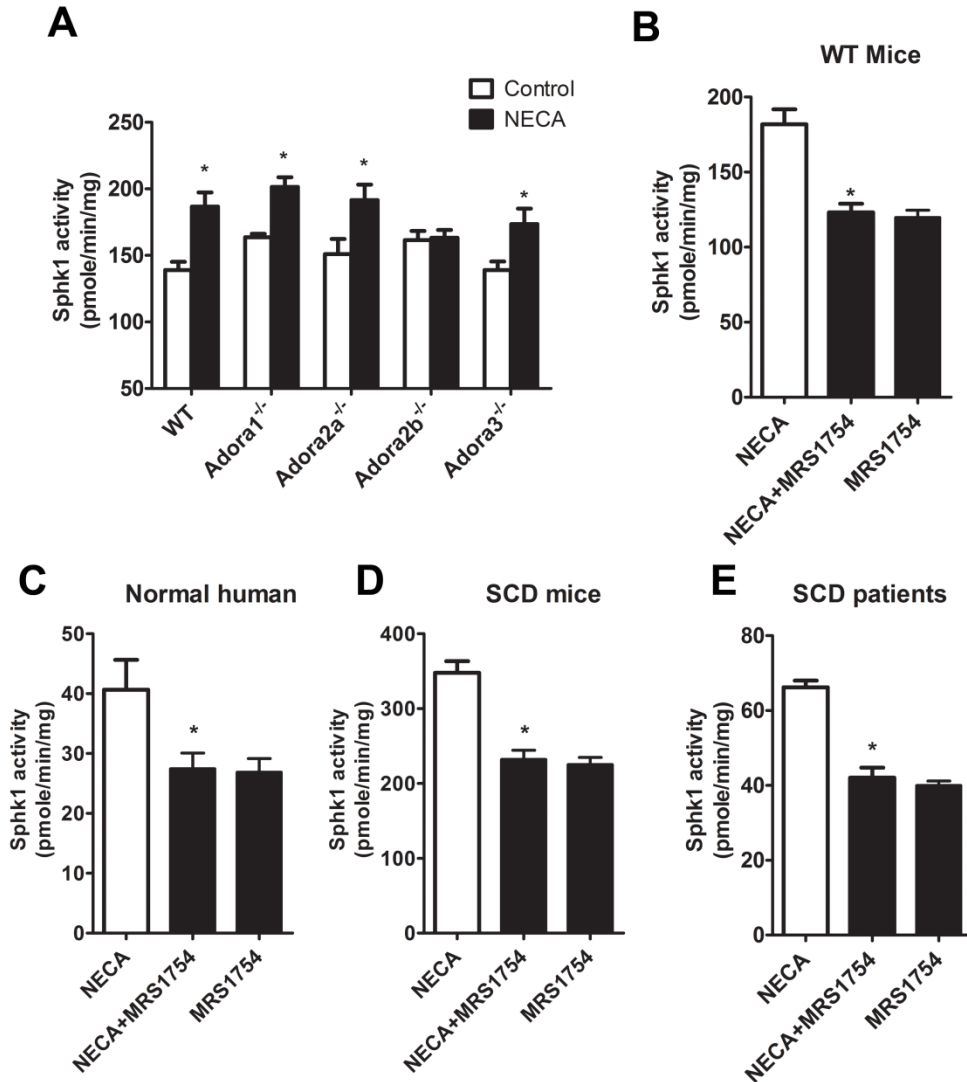 A
Control
NECA
Sphk1 activity
(pmole/min/mg)
250
200
150
100
50
*
*
*
*
WT
Adora1-/-
Adora2a-/-
Adora2b-/-
Adora3-/-
B
WT Mice
Sphk1 activity
(pmole/min/mg)
200
150
100
50
0
*
NECA
NECA+MRS1754
MRS1754
C
Normal human
Sphk1 activity
(pmole/min/mg)
50
40
30
20
10
0
*
NECA
NECA+MRS1754
MRS1754
D
SCD mice
Sphk1 activity
(pmole/min/mg)
400
300
200
100
0
*
NECA
NECA+MRS1754
MRS1754
E
SCD patients
Sphk1 activity
(pmole/min/mg)
80
60
40
20
0
*
NECA
NECA+MRS1754
MRS1754